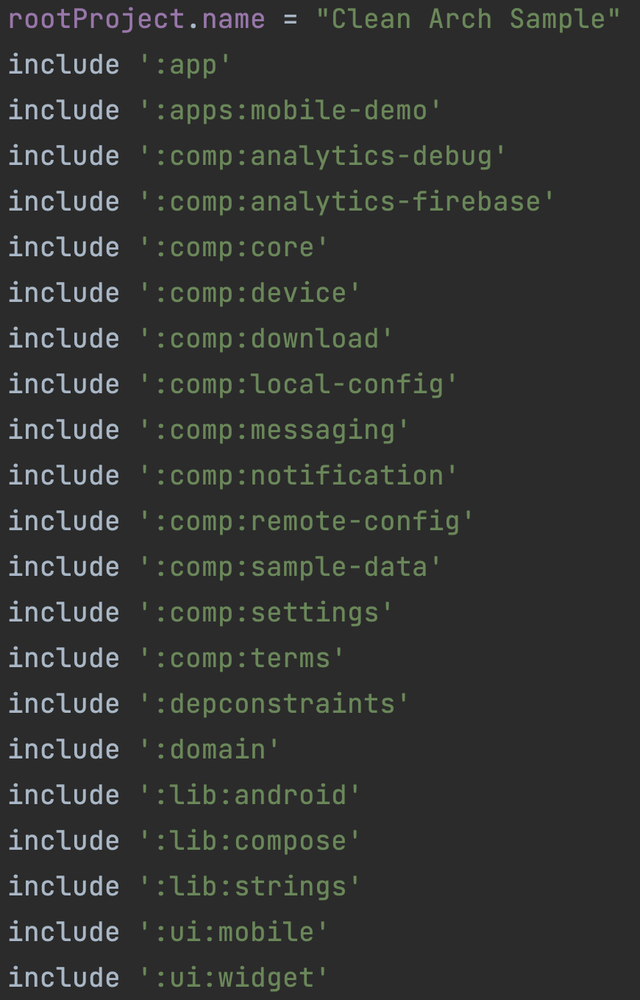 rootProject.name = "Clean Arch Sample"
include ':app'
include ':apps:mobile-demo'
include ':comp:analytics-debug'
include ':comp:analytics-firebase'
include ':comp:core'
include ':comp:device'
include ':comp:download'
include ':comp:local-config'
include ':comp:messaging'
include ':comp:notification'
include ':comp:remote-config'
include ':comp:sample-data'
include ':comp:settings'
include ':comp:terms'
include ':depconstraints'
include ':domain'
include ':lib:android'
include ':lib:compose'
include ':lib:strings'
include ':ui:mobile'
include ':ui:widget'